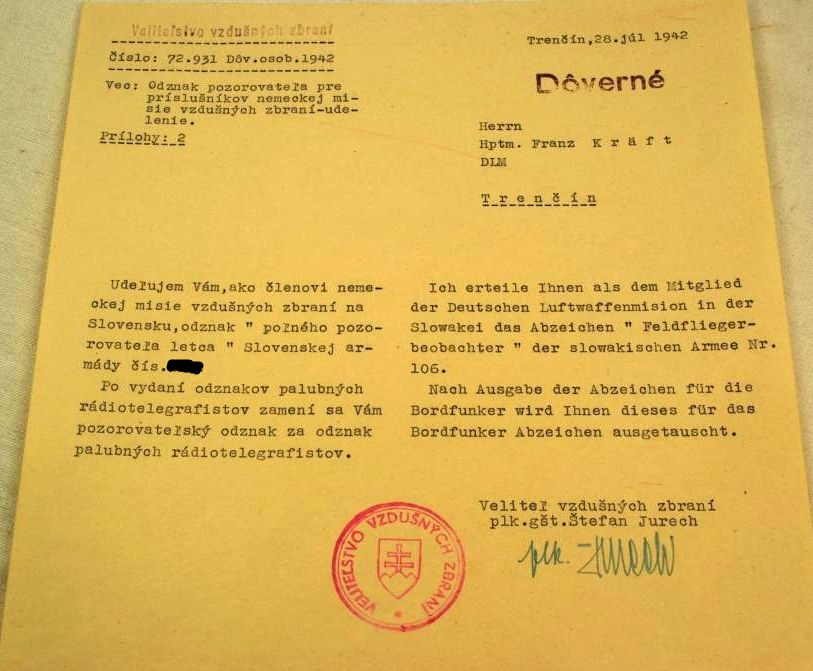 Veliteľstvo vzdušných zbraní
Číslo: 72.931 Dôv.osob.1942
Vec: Odznak pozorovateľa pre
príslušníkov nemeckej mi-
sie vzdušných zbraní-ude-
lenie.
Prílohy: 2
Trenčín,28.júl 1942
Dôverné
Herrn
Hptm. Franz K r ä f t
DLM
T r e n č í n
Udeľujem Vám,ako členovi neme-
ckej misie vzdušných zbraní na
Slovensku,odznak " poľného pozo-
rovateľa letca " Slovenskej ar-
mády čís.
Po vydaní odznakov palubných
rádiotelegrafistov zamení sa Vám
pozorovateľský odznak za odznak
palubných rádiotelegrafistov.
Ich erteile Ihnen als dem Mitglied
der Deutschen Luftwaffenmision in der
Slowakei das Abzeichen " Feldflieger-
beobachter " der slowakischen Armee Nr.
106.
Nach Ausgabe der Abzeichen für die
Bordfunker wird Ihnen dieses für das
Bordfunker Abzeichen ausgetauscht.
Veliteľ vzdušných zbraní
plk.gšt.Štefan Jurech
plk. Jurech
VELITEĽSTVO VZDUŠNÝCH ZBRANÍ